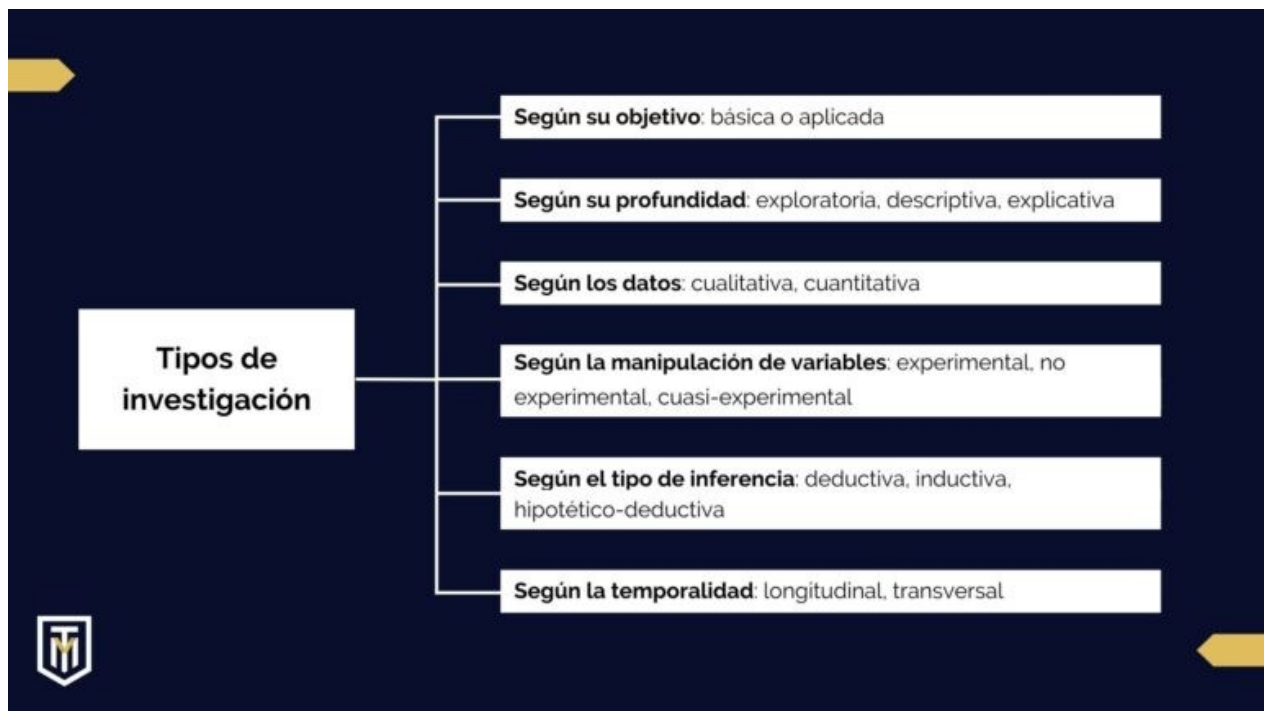 Tipos de
investigación
Según su objetivo: básica o aplicada
Según su profundidad: exploratoria, descriptiva, explicativa
Según los datos: cualitativa, cuantitativa
Según la manipulación de variables: experimental, no
experimental, cuasi-experimental
Según el tipo de inferencia: deductiva, inductiva,
hipotético-deductiva
Según la temporalidad: longitudinal, transversal